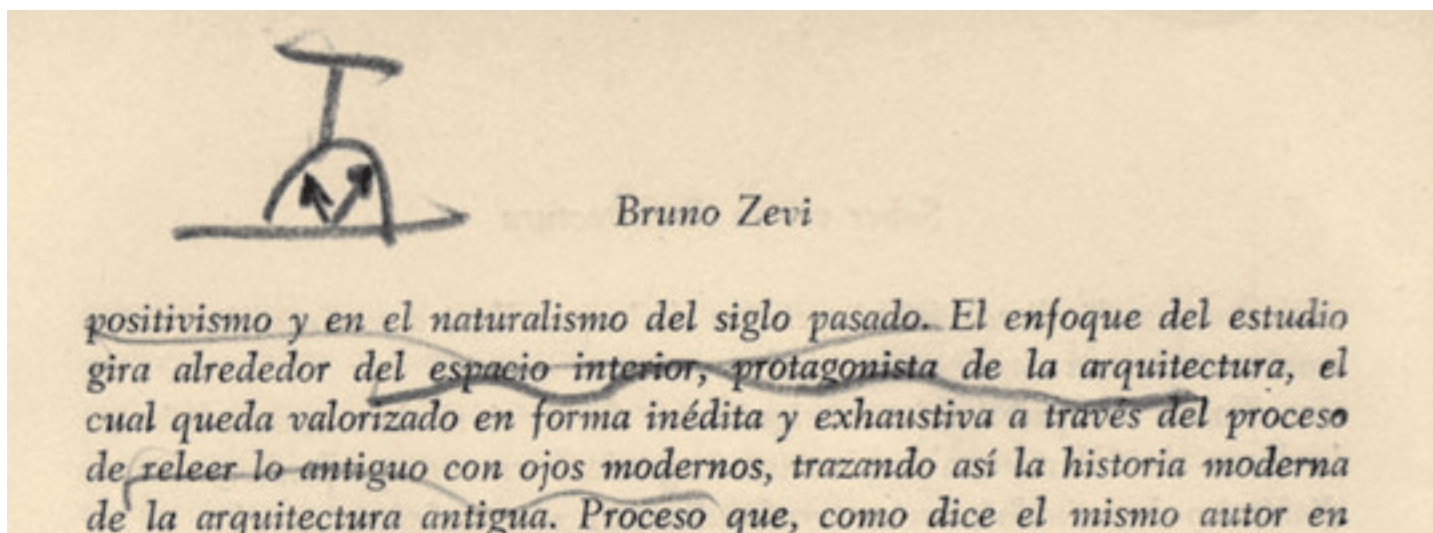 Bruno Zevi
positivismo y en el naturalismo del siglo pasado. El enfoque del estudio
gira alrededor del espacio interior, protagonista de la arquitectura, el
cual queda valorizado en forma inédita y exhaustiva a través del proceso
de releer lo antiguo con ojos modernos, trazando así la historia moderna
de la arquitectura antigua. Proceso que, como dice el mismo autor en